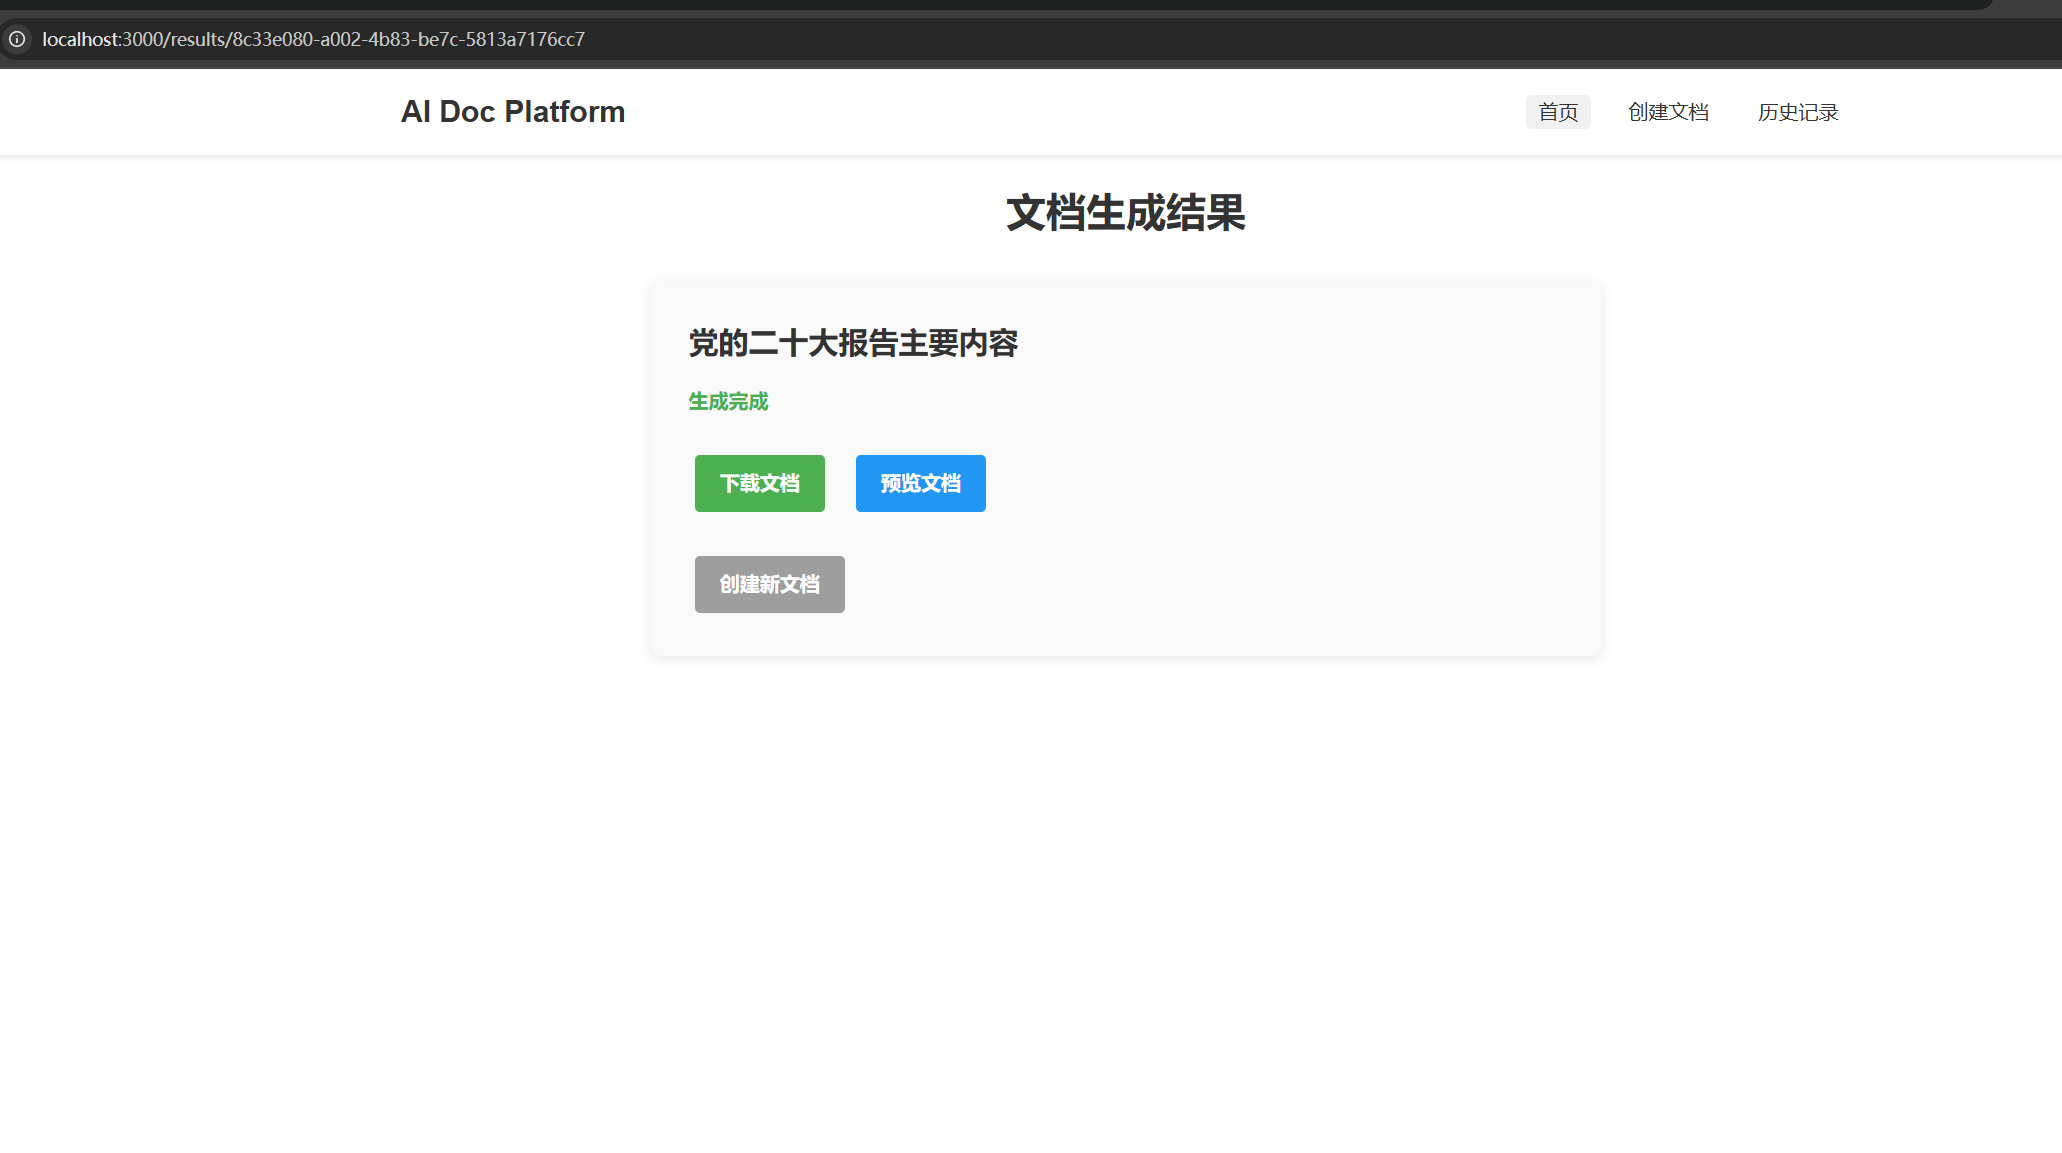 localhost:3000/results/8c33e080-a002-4b83-be7c-5813a7176cc7
AI Doc Platform
首页 创建文档 历史记录
文档生成结果
党的二十大报告主要内容
生成完成
下载文档 预览文档
创建新文档